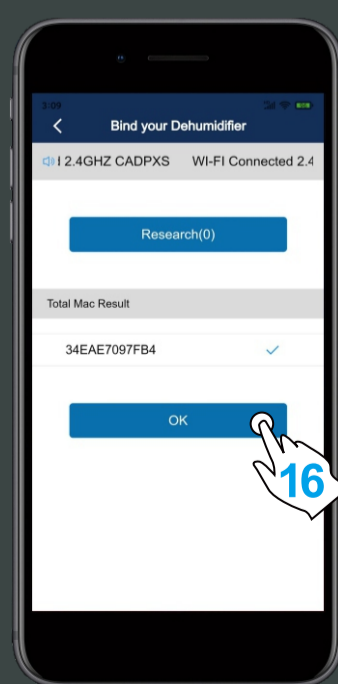 3:09
Bind your Dehumidifier
d 2.4GHZ CADPXS WI-FI Connected 2.4
Research(0)
Total Mac Result
34EAE7097FB4
OK
16